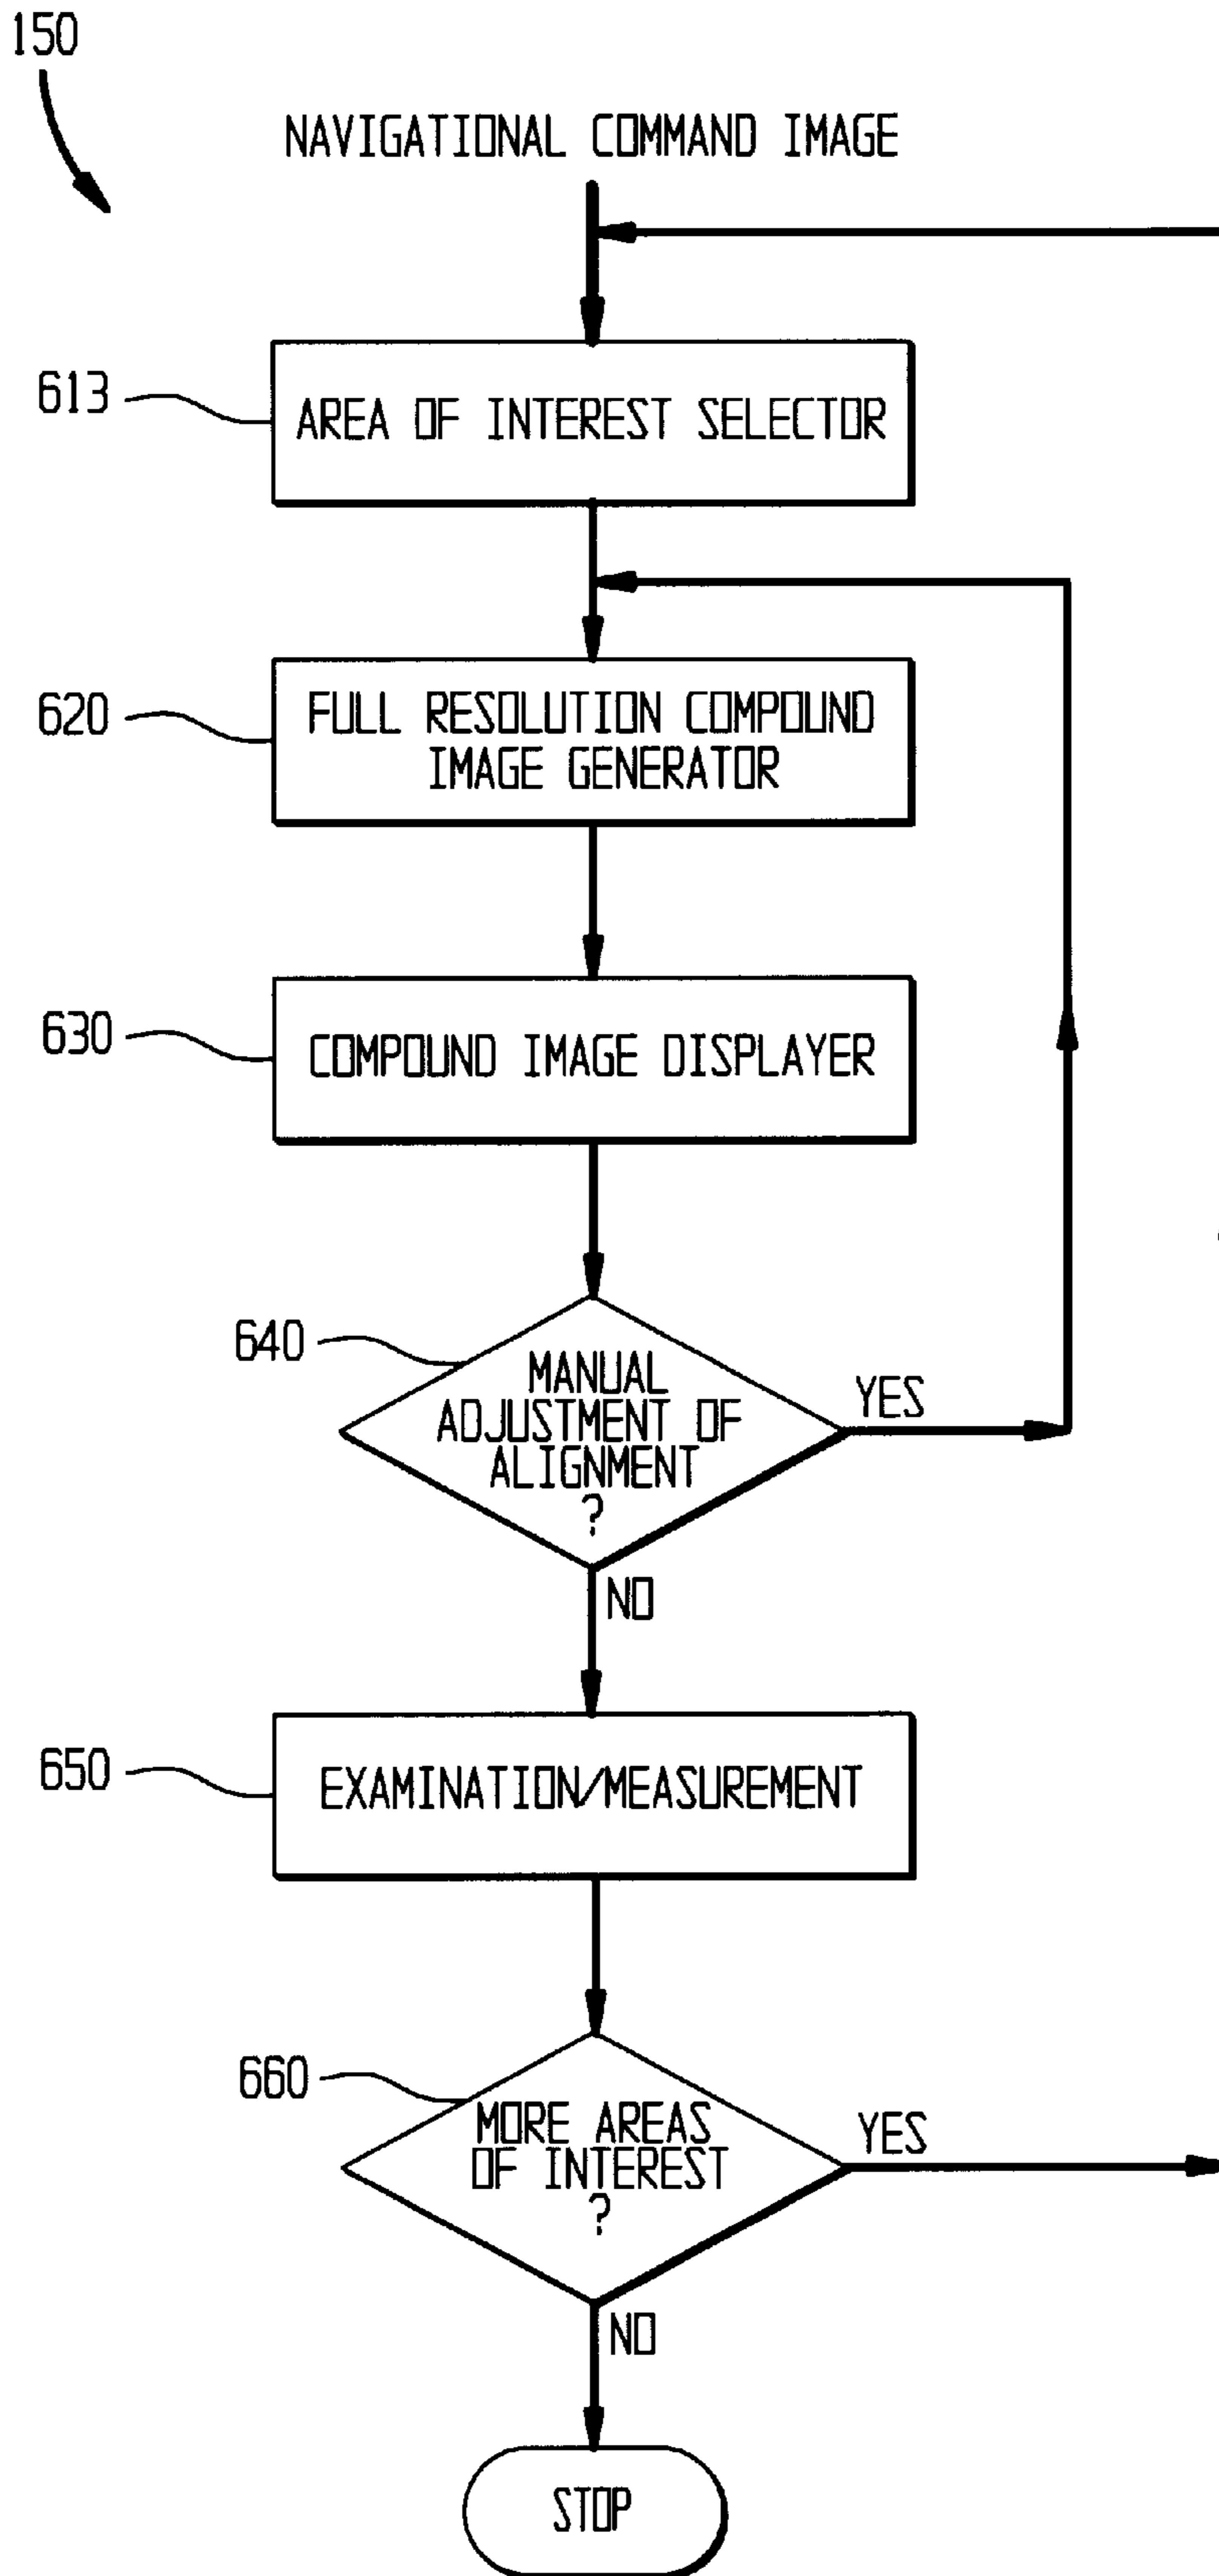 150
NAVIGATIONAL COMMAND IMAGE
613
AREA OF INTEREST SELECTOR
620
FULL RESOLUTION COMPOUND
IMAGE GENERATOR
630
COMPOUND IMAGE DISPLAYER
640
MANUAL
ADJUSTMENT OF
ALIGNMENT
?
YES
NO
650
EXAMINATION/MEASUREMENT
660
MORE AREAS
OF INTEREST
?
YES
NO
STOP